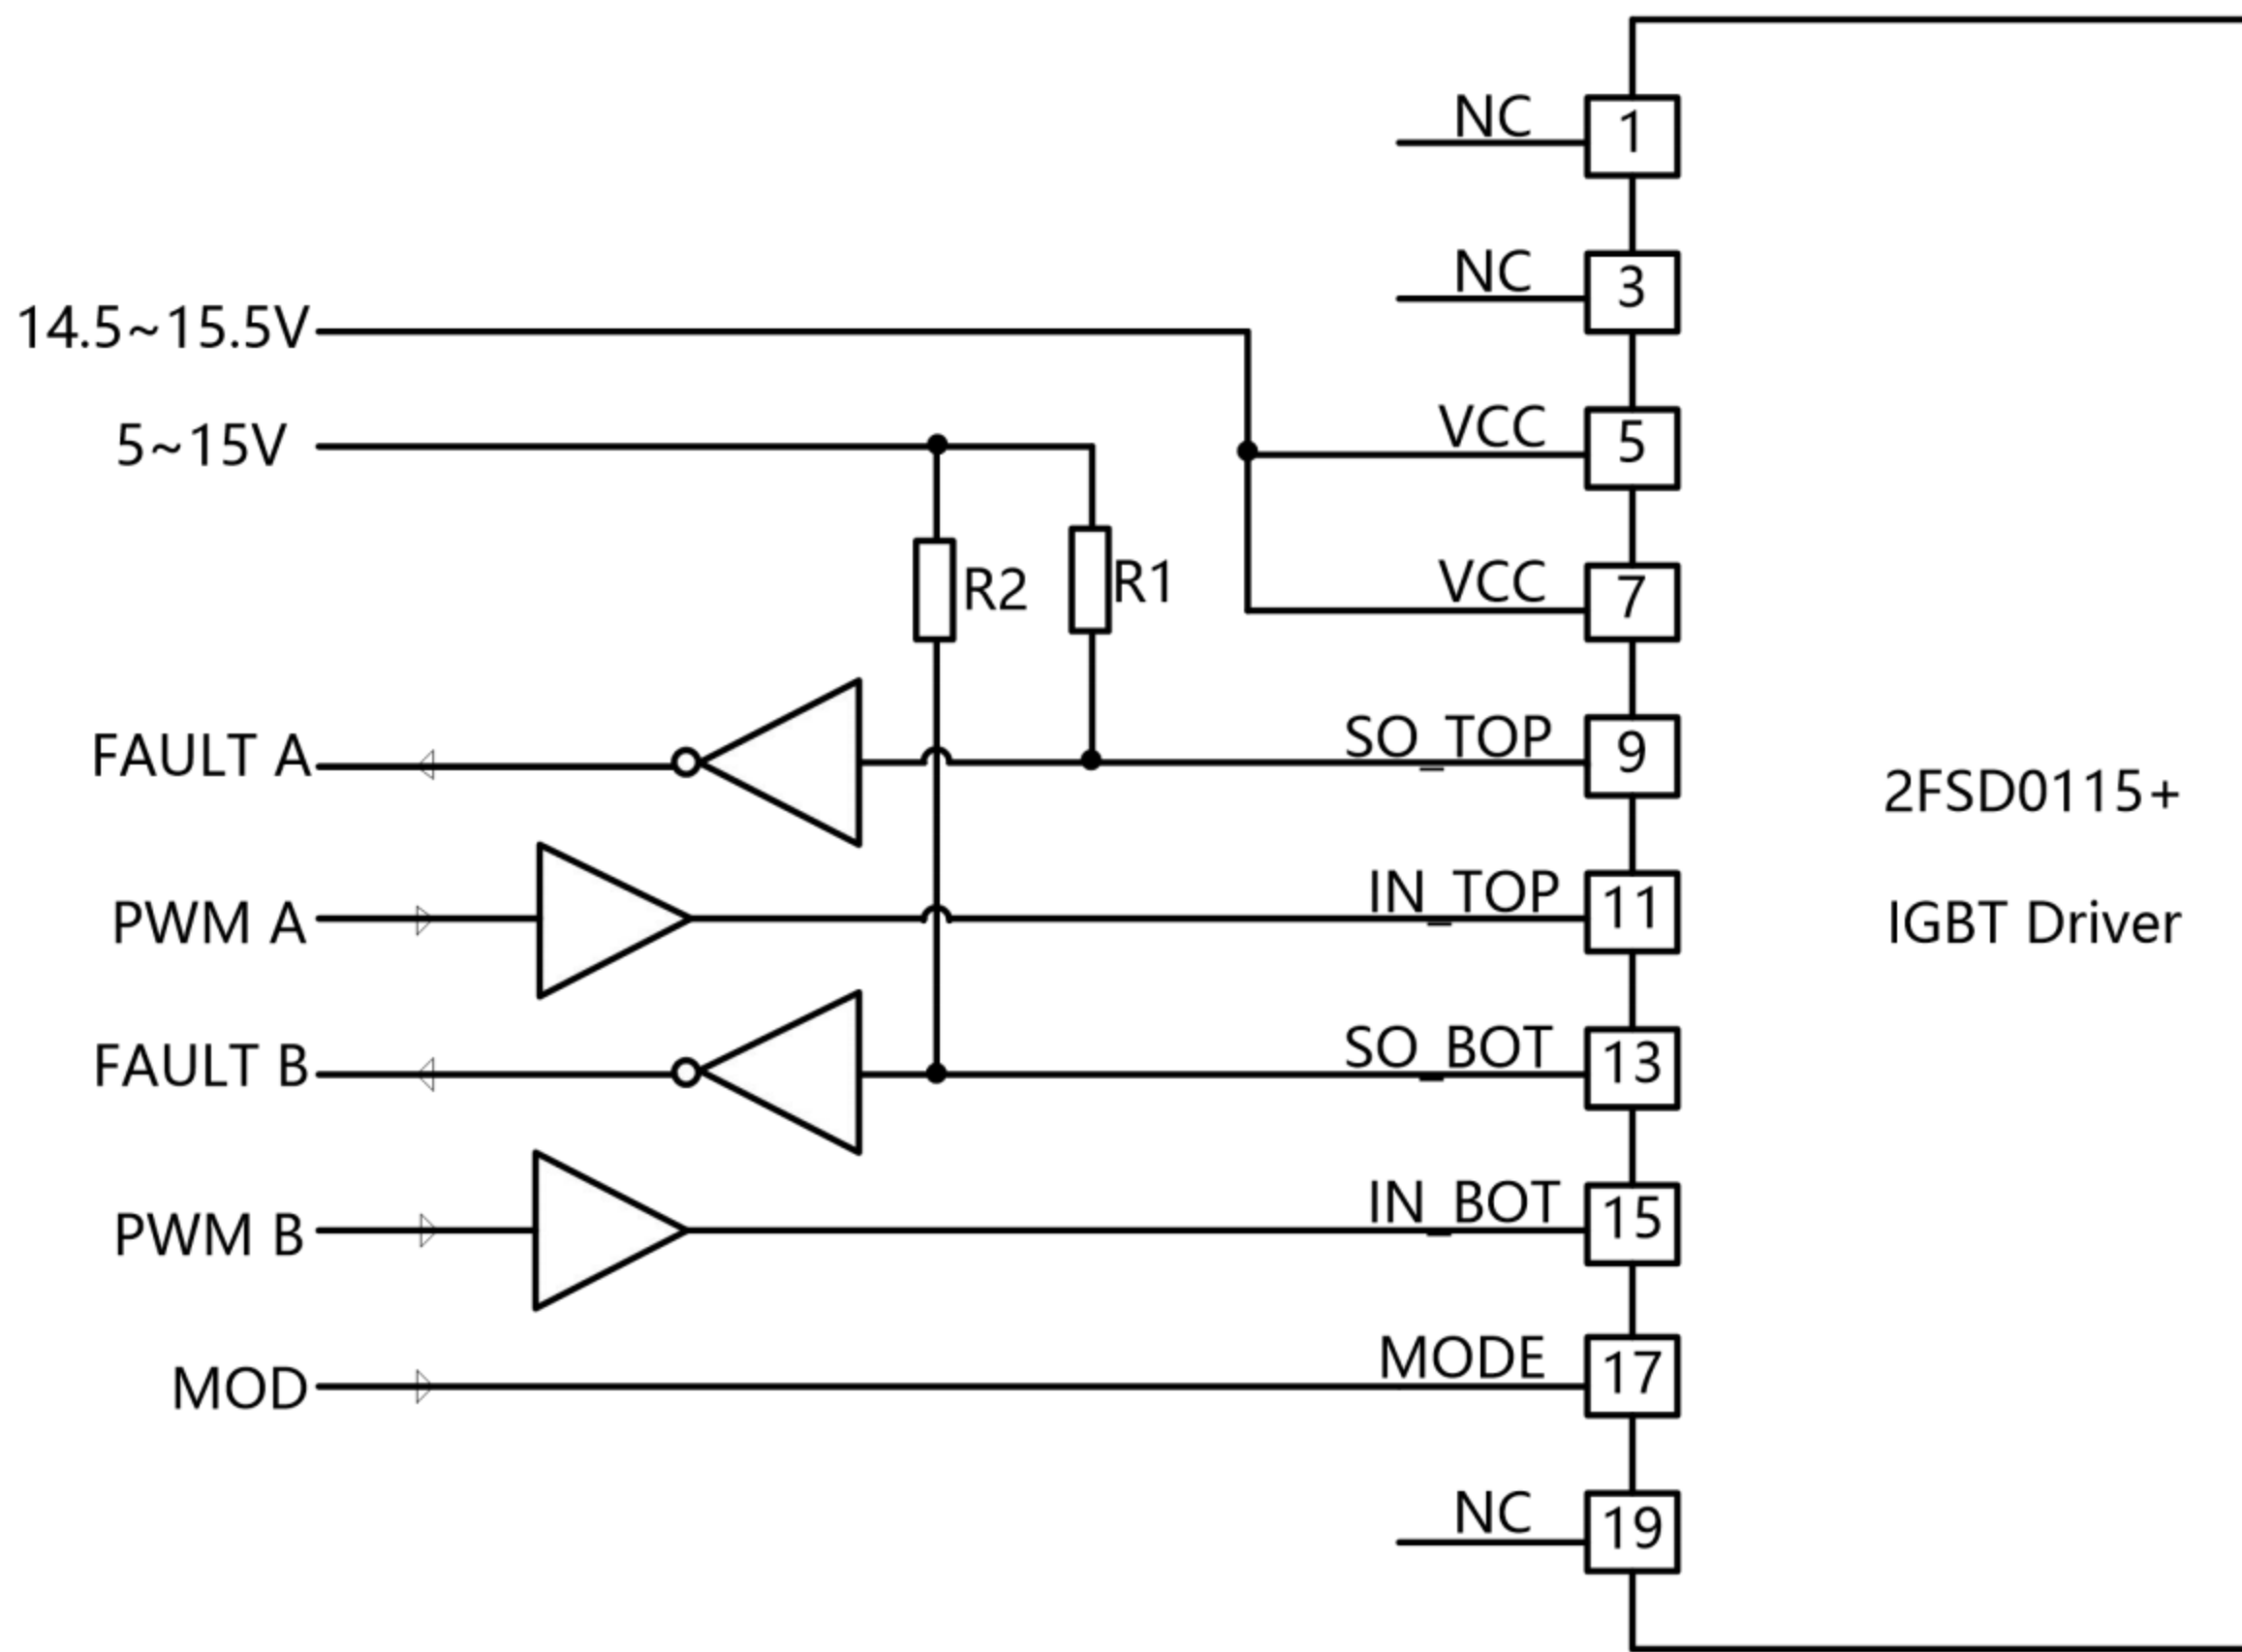 NC
1
NC
3
14.5~15.5V
5~15V
VCC
5
R2
R1
VCC
7
FAULT A
SO_TOP
9
2FSD0115+
PWM A
IN_TOP
11
IGBT Driver
FAULT B
SO_BOT
13
PWM B
IN_BOT
15
MOD
MODE
17
NC
19